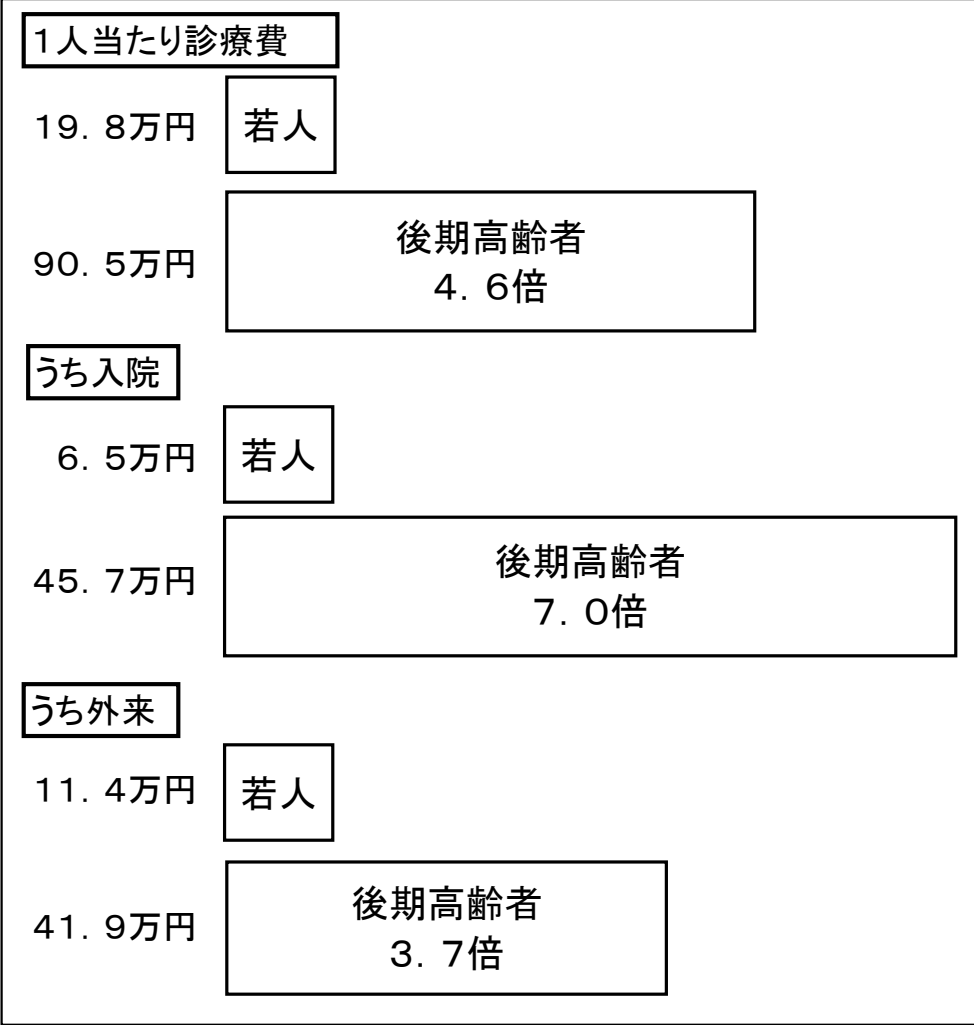 １人当たり診療費
１９．８万円
若人
９０．５万円
後期高齢者
４．６倍
うち入院
６．５万円
若人
４５．７万円
後期高齢者
７．０倍
うち外来
１１．４万円
若人
４１．９万円
後期高齢者
３．７倍